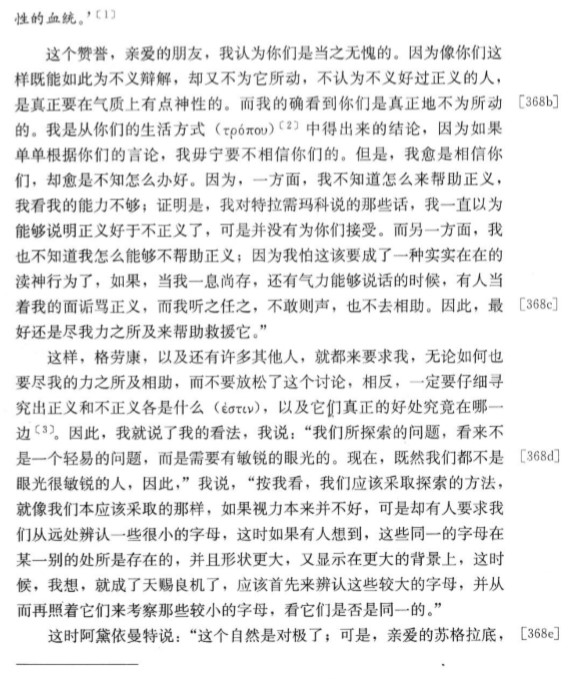 性的血统。’〔1〕
这个赞誉，亲爱的朋友，我认为你们是当之无愧的。因为像你们这
样既能如此为不义辩解，却又不为它所动，不认为不义好过正义的人，
是真正要在气质上有点神性的。而我的确看到你们是真正地不为所动 [368b]
的。我是从你们的生活方式（τρόπου）〔2〕中得出来的结论，因为如果
单单根据你们的言论，我毋宁要不相信你们的。但是，我愈是相信你
们，却愈是不知怎么办好。因为，一方面，我不知道怎么来帮助正义，
我看我的能力不够；证明是，我对特拉需玛科说的那些话，我一直以为
能够说明正义好于不正义了，可是并没有为你们接受。而另一方面，我
也不知道我怎么能够不帮助正义；因为我怕这该要成了一种实实在在的
渎神行为了，如果，当我一息尚存，还有气力能够说话的时候，有人当
着我的面诟骂正义，而我听之任之，不敢则声，也不去相助。因此，最 [368c]
好还是尽我力之所及来帮助救援它。”
这样，格劳康，以及还有许多其他人，就都来要求我，无论如何也
要尽我的力之所及相助，而不要放松了这个讨论，相反，一定要仔细寻
究出正义和不正义各是什么（ἐστιν），以及它们真正的好处究竟在哪一
边〔3〕。因此，我就说了我的看法，我说：“我们所探索的问题，看来不
是一个轻易的问题，而是需要有敏锐的眼光的。现在，既然我们都不是 [368d]
眼光很敏锐的人，因此，”我说，“按我看，我们应该采取探索的方法，
就像我们本应该采取的那样，如果视力本来并不好，可是却有人要求我
们从远处辨认一些很小的字母，这时如果有人想到，这些同一的字母在
某一别的处所是存在的，并且形状更大，又显示在更大的背景上，这时
候，我想，就成了天赐良机了，应该首先来辨认这些较大的字母，并从
而再照着它们来考察那些较小的字母，看它们是否是同一的。”
这时阿黛依曼特说：“这个自然是对极了；可是，亲爱的苏格拉底， [368e]